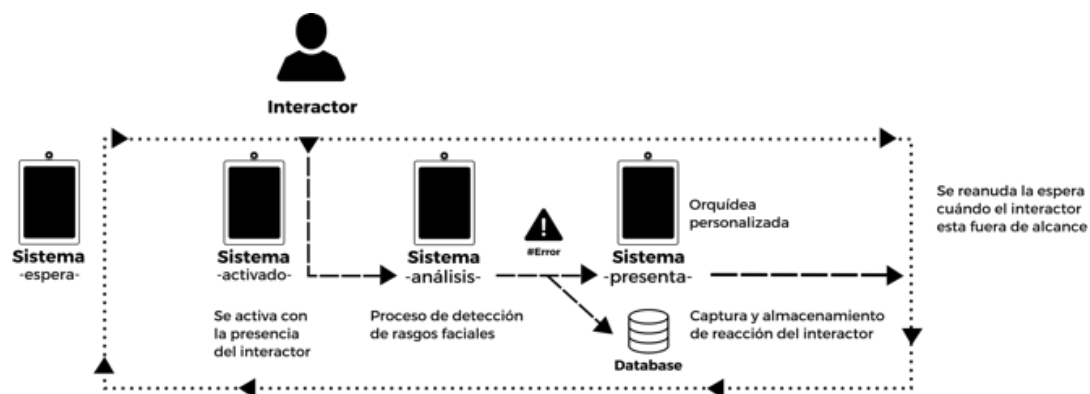 Interactor
Sistema
-espera-
Sistema
-activado-
Se activa con
la presencia
del interactor
Sistema
-análisis-
Proceso de detección
de rasgos faciales
#Error
Orquídea
personalizada
Sistema
-presenta-
Database
Captura y almacenamiento
de reacción del interactor
Se reanuda la espera
cuándo el interactor
esta fuera de alcance